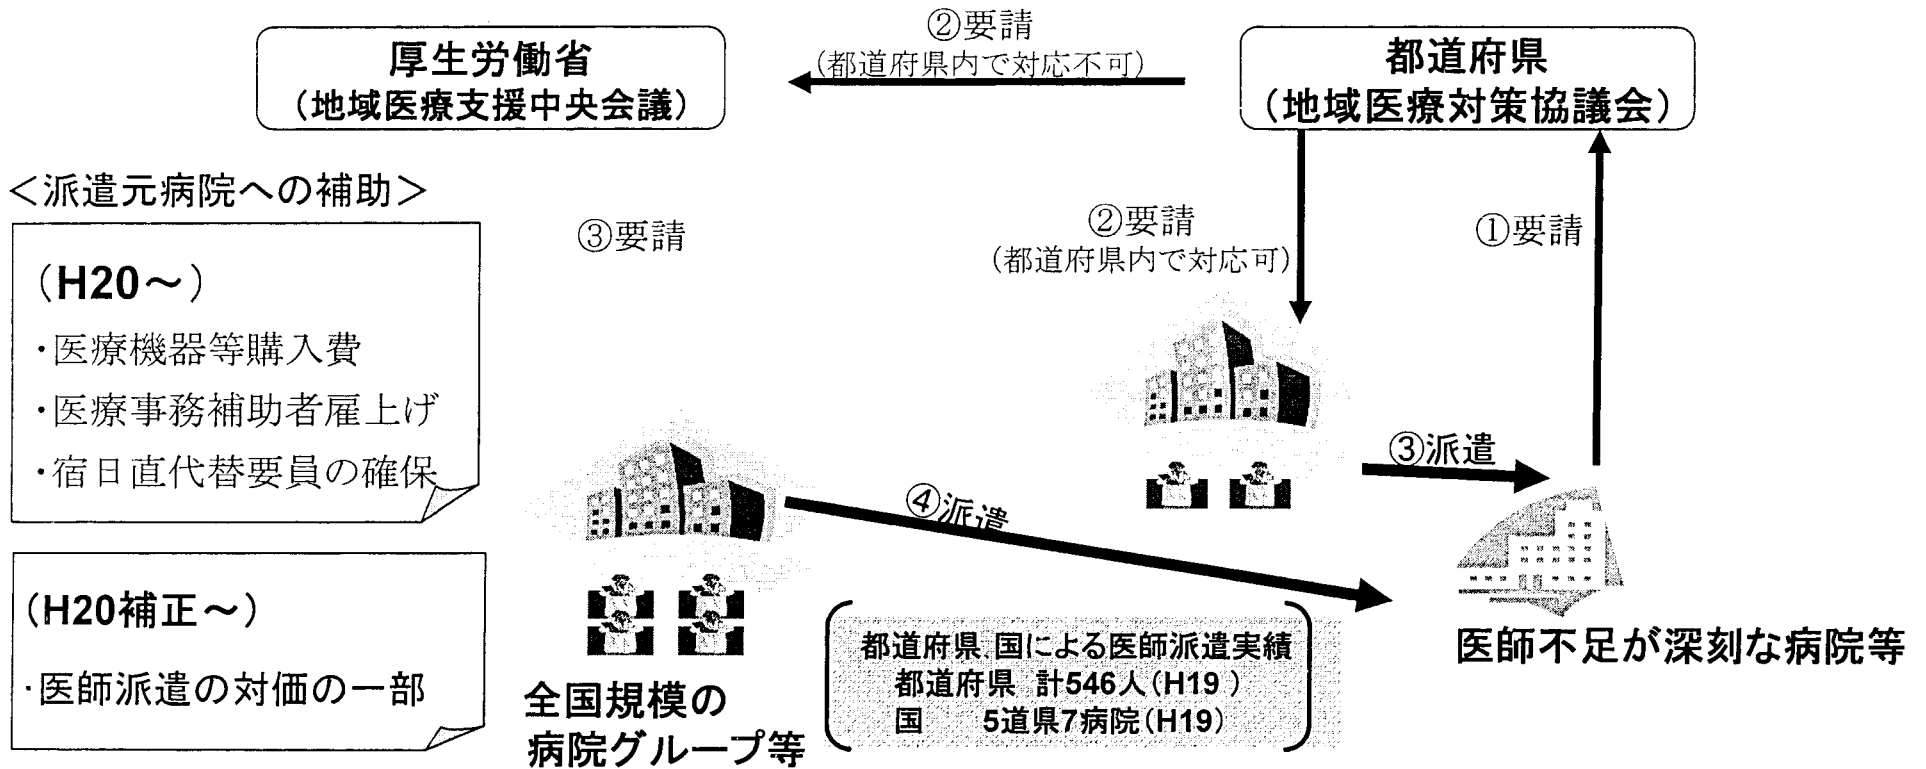 ②要請
(都道府県内で対応不可)
厚生労働省
(地域医療支援中央会議)
都道府県
(地域医療対策協議会)
<派遣元病院への補助>
(H20～)
・医療機器等購入費
・医療事務補助者雇上げ
・宿日直代替要員の確保
(H20補正～)
・医師派遣の対価の一部
③要請
②要請
(都道府県内で対応可)
①要請
③派遣
④派遣
全国規模の
病院グループ等
都道府県、国による医師派遣実績
都道府県 計546人(H19)
国 5道県7病院(H19)
医師不足が深刻な病院等